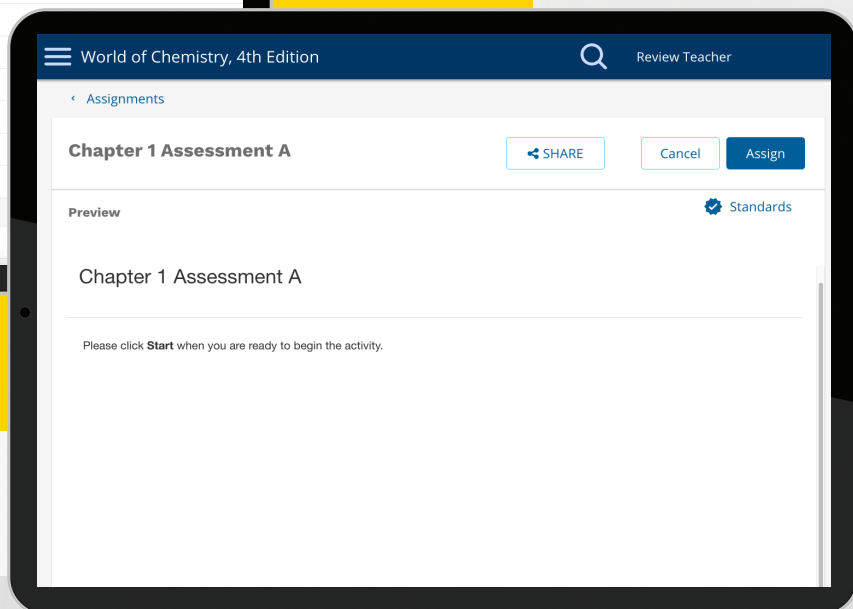 World of Chemistry, 4th Edition
Review Teacher
Assignments
Chapter 1 Assessment A
SHARE
Cancel
Assign
Preview
Standards
Chapter 1 Assessment A
Please click Start when you are ready to begin the activity.